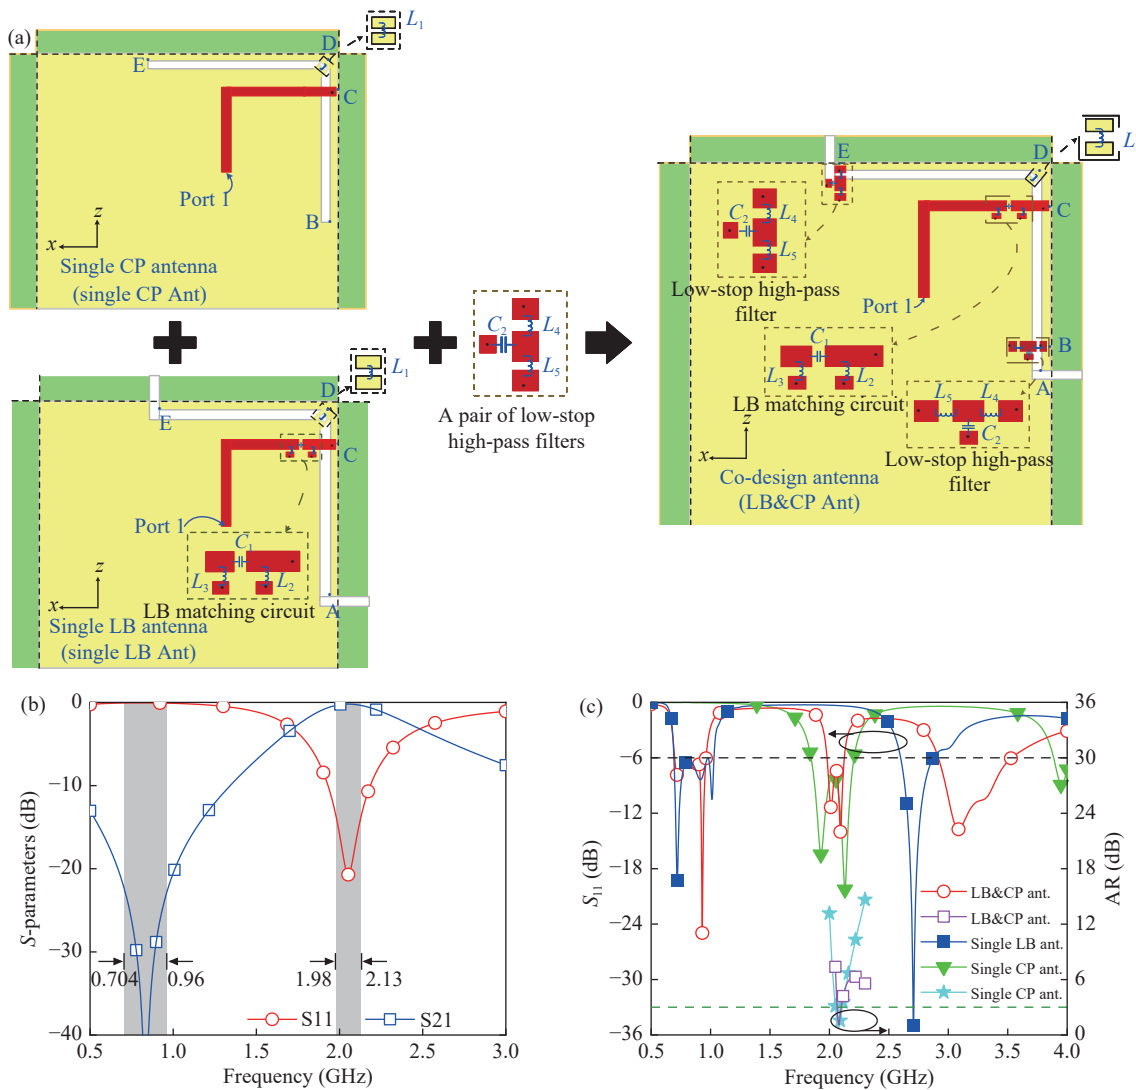 (a)
L₁
D
E
C
Port 1
B
z
x
Single CP antenna
(single CP Ant)
C₂
L₄
L₅
A pair of low-stop
high-pass filters
L₁
D
E
C
Port 1
C₁
L₃
L₂
z
x
LB matching circuit
A
Single LB antenna
(single LB Ant)
E
D
L
C₂
L₄
C
L₅
Low-stop high-pass
filter
Port 1
C₁
B
L₃
L₂
A
LB matching circuit
L₅
L₄
z
C₂
x
Low-stop high-pass
filter
Co-design antenna
(LB&CP Ant)
(b)
0
−10
−20
−30
−40
S-parameters (dB)
0.704
0.96
1.98
2.13
S11
S21
0.5
1.0
1.5
2.0
2.5
3.0
Frequency (GHz)
(c)
0
−6
−12
−18
−24
−30
−36
S₁₁ (dB)
36
30
24
18
12
6
0
AR (dB)
LB&CP ant.
LB&CP ant.
Single LB ant.
Single CP ant.
Single CP ant.
0.5
1.0
1.5
2.0
2.5
3.0
3.5
4.0
Frequency (GHz)